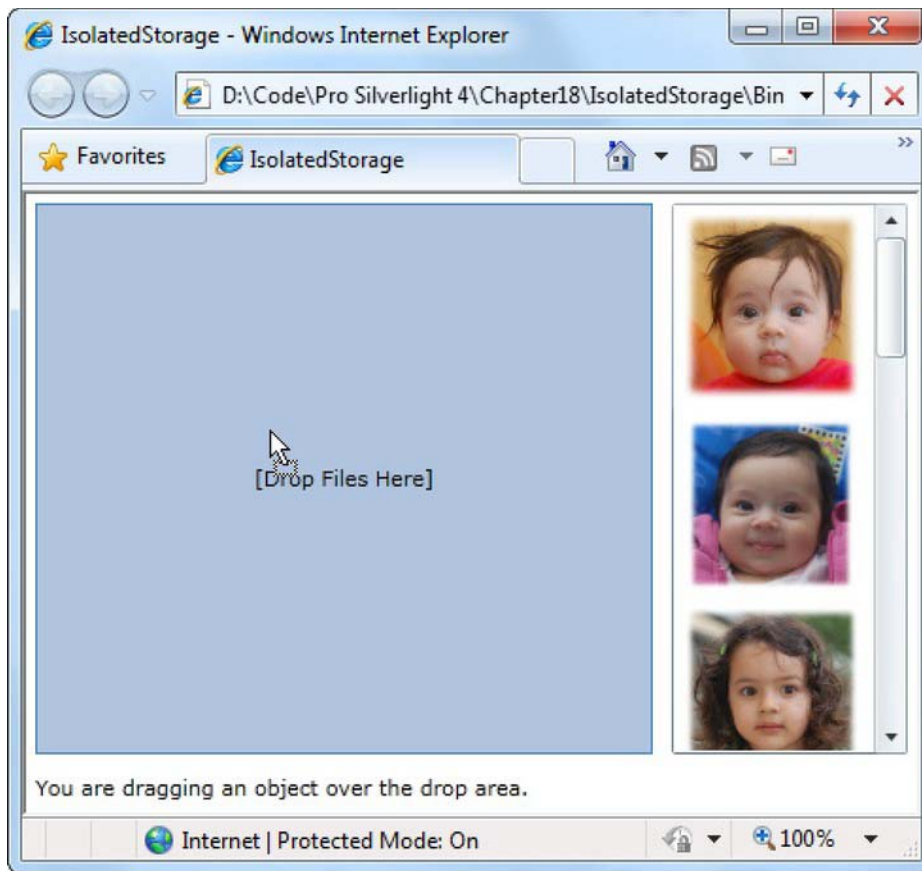 IsolatedStorage - Windows Internet Explorer
D:\Code\Pro Silverlight 4\Chapter18\IsolatedStorage\Bin
Favorites
IsolatedStorage
[Drop Files Here]
You are dragging an object over the drop area.
Internet | Protected Mode: On
100%